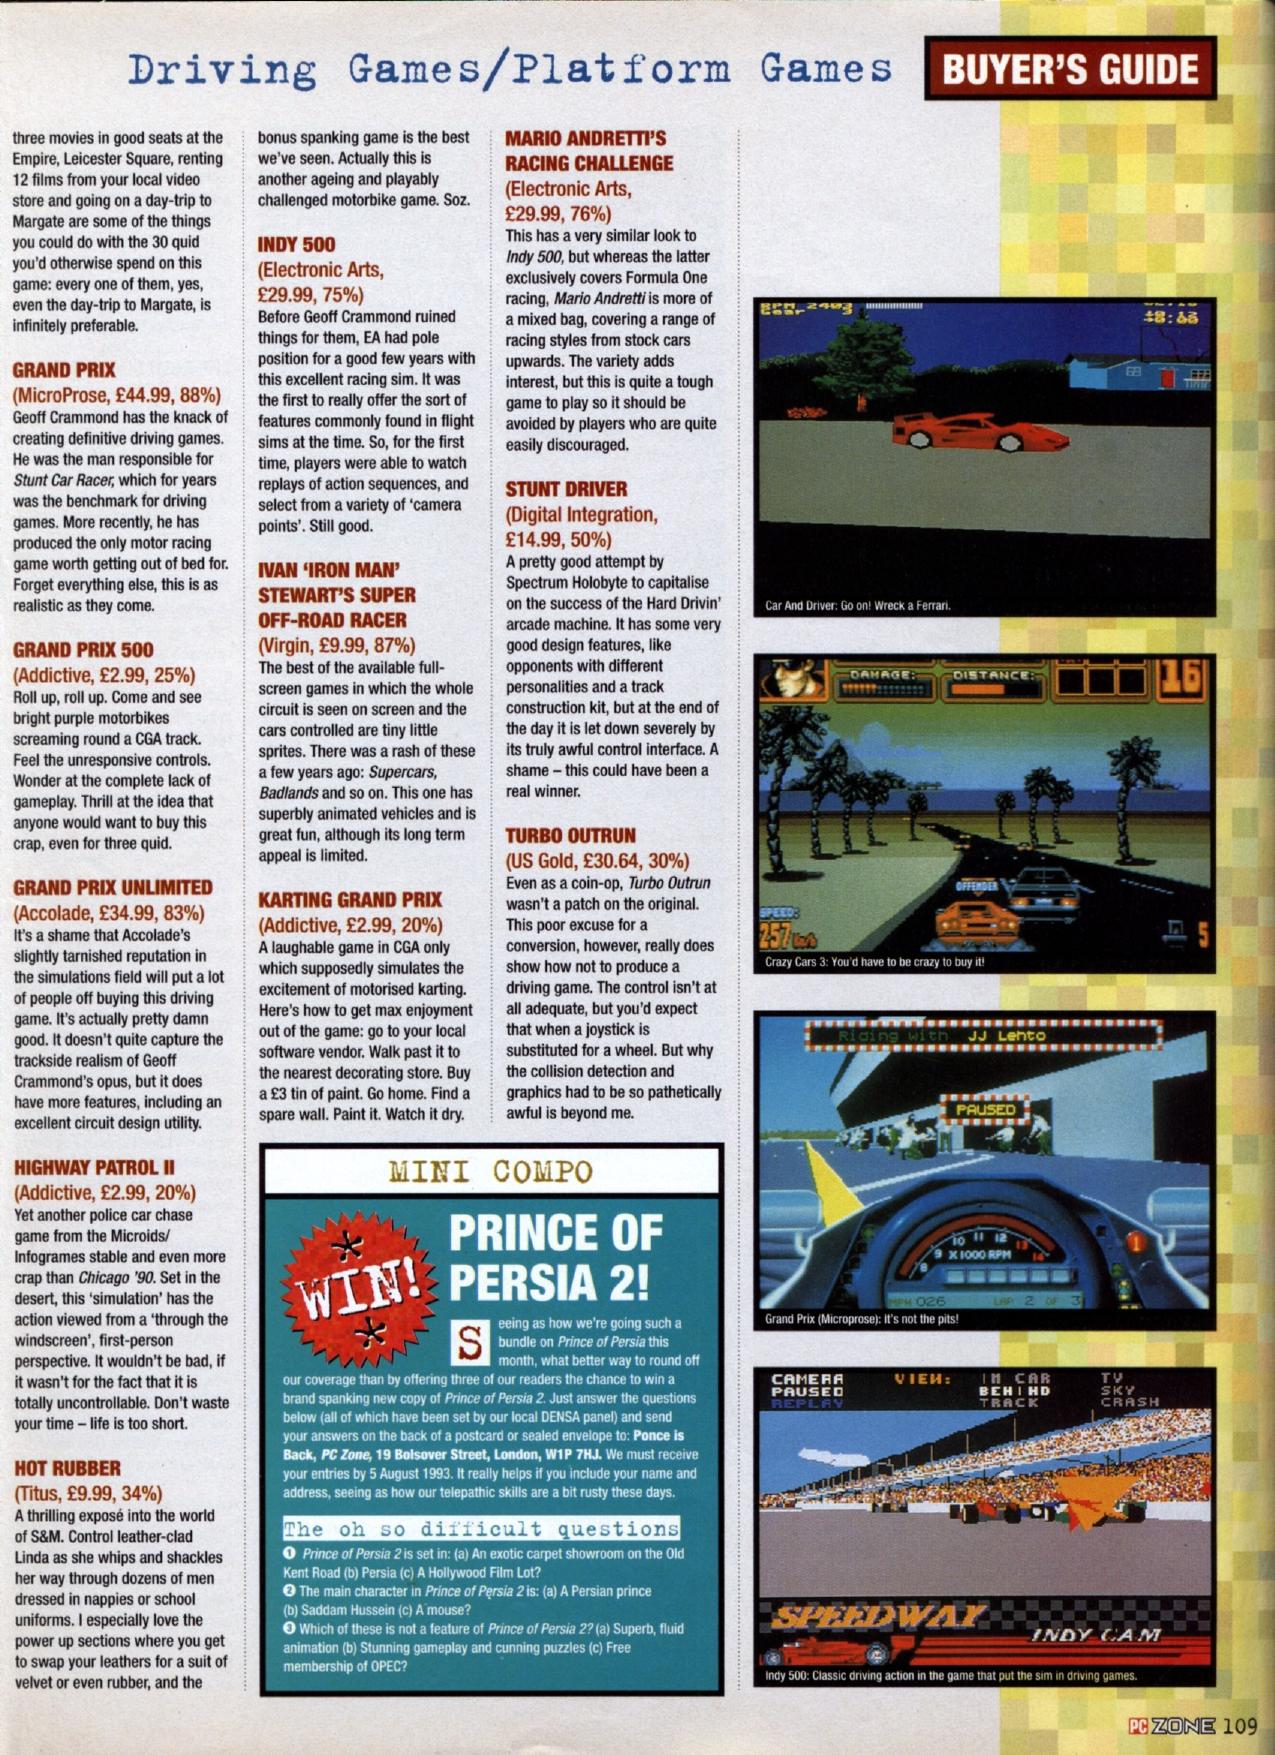 Driving Games/Platform Games
BUYER'S GUIDE
three movies in good seats at the
Empire, Leicester Square, renting
12 films from your local video
store and going on a day-trip to
Margate are some of the things
you could do with the 30 quid
you'd otherwise spend on this
game: every one of them, yes,
even the day-trip to Margate, is
infinitely preferable.
GRAND PRIX
(MicroProse, £44.99, 88%)
Geoff Crammond has the knack of
creating definitive driving games.
He was the man responsible for
Stunt Car Racer, which for years
was the benchmark for driving
games. More recently, he has
produced the only motor racing
game worth getting out of bed for.
Forget everything else, this is as
realistic as they come.
GRAND PRIX 500
(Addictive, £2.99, 25%)
Roll up, roll up. Come and see
bright purple motorbikes
screaming round a CGA track.
Feel the unresponsive controls.
Wonder at the complete lack of
gameplay. Thrill at the idea that
anyone would want to buy this
crap, even for three quid.
GRAND PRIX UNLIMITED
(Accolade, £34.99, 83%)
It's a shame that Accolade's
slightly tarnished reputation in
the simulations field will put a lot
of people off buying this driving
game. It's actually pretty damn
good. It doesn't quite capture the
trackside realism of Geoff
Crammond's opus, but it does
have more features, including an
excellent circuit design utility.
HIGHWAY PATROL II
(Addictive, £2.99, 20%)
Yet another police car chase
game from the Microids/
Infogrames stable and even more
crap than Chicago '90. Set in the
desert, this 'simulation' has the
action viewed from a 'through the
windscreen', first-person
perspective. It wouldn't be bad, if
it wasn't for the fact that it is
totally uncontrollable. Don't waste
your time – life is too short.
HOT RUBBER
(Titus, £9.99, 34%)
A thrilling exposé into the world
of S&M. Control leather-clad
Linda as she whips and shackles
her way through dozens of men
dressed in nappies or school
uniforms. I especially love the
power up sections where you get
to swap your leathers for a suit of
velvet or even rubber, and the
bonus spanking game is the best
we've seen. Actually this is
another ageing and playably
challenged motorbike game. Soz.
INDY 500
(Electronic Arts,
£29.99, 75%)
Before Geoff Crammond ruined
things for them, EA had pole
position for a good few years with
this excellent racing sim. It was
the first to really offer the sort of
features commonly found in flight
sims at the time. So, for the first
time, players were able to watch
replays of action sequences, and
select from a variety of 'camera
points'. Still good.
IVAN 'IRON MAN'
STEWART'S SUPER
OFF-ROAD RACER
(Virgin, £9.99, 87%)
The best of the available full-
screen games in which the whole
circuit is seen on screen and the
cars controlled are tiny little
sprites. There was a rash of these
a few years ago: Supercars,
Badlands and so on. This one has
superbly animated vehicles and is
great fun, although its long term
appeal is limited.
KARTING GRAND PRIX
(Addictive, £2.99, 20%)
A laughable game in CGA only
which supposedly simulates the
excitement of motorised karting.
Here's how to get max enjoyment
out of the game: go to your local
software vendor. Walk past it to
the nearest decorating store. Buy
a £3 tin of paint. Go home. Find a
spare wall. Paint it. Watch it dry.
MARIO ANDRETTI'S
RACING CHALLENGE
(Electronic Arts,
£29.99, 76%)
This has a very similar look to
Indy 500, but whereas the latter
exclusively covers Formula One
racing, Mario Andretti is more of
a mixed bag, covering a range of
racing styles from stock cars
upwards. The variety adds
interest, but this is quite a tough
game to play so it should be
avoided by players who are quite
easily discouraged.
STUNT DRIVER
(Digital Integration,
£14.99, 50%)
A pretty good attempt by
Spectrum Holobyte to capitalise
on the success of the Hard Drivin'
arcade machine. It has some very
good design features, like
opponents with different
personalities and a track
construction kit, but at the end of
the day it is let down severely by
its truly awful control interface. A
shame – this could have been a
real winner.
TURBO OUTRUN
(US Gold, £30.64, 30%)
Even as a coin-op, Turbo Outrun
wasn't a patch on the original.
This poor excuse for a
conversion, however, really does
show how not to produce a
driving game. The control isn't at
all adequate, but you'd expect
that when a joystick is
substituted for a wheel. But why
the collision detection and
graphics had to be so pathetically
awful is beyond me.
MINI COMPO
WIN!
PRINCE OF
PERSIA 2!
Seeing as how we're going such a
bundle on Prince of Persia this
month, what better way to round off
our coverage than by offering three of our readers the chance to win a
brand spanking new copy of Prince of Persia 2. Just answer the questions
below (all of which have been set by our local DENSA panel) and send
your answers on the back of a postcard or sealed envelope to: Ponce is
Back, PC Zone, 19 Bolsover Street, London, W1P 7HJ. We must receive
your entries by 5 August 1993. It really helps if you include your name and
address, seeing as how our telepathic skills are a bit rusty these days.
The oh so difficult questions
1 Prince of Persia 2 is set in: (a) An exotic carpet showroom on the Old
Kent Road (b) Persia (c) A Hollywood Film Lot?
2 The main character in Prince of Persia 2 is: (a) A Persian prince
(b) Saddam Hussein (c) A mouse?
3 Which of these is not a feature of Prince of Persia 2? (a) Superb, fluid
animation (b) Stunning gameplay and cunning puzzles (c) Free
membership of OPEC?
RPM 2403
Gear 3
Car And Driver: Go on! Wreck a Ferrari.
DAMAGE: DISTANCE: 16
OFFENDER
SPEED:
257 km/h 5
Crazy Cars 3: You'd have to be crazy to buy it!
Riding with JJ Lehto
PAUSED
8 9 10 11 12 13 14
X1000 RPM
1
MPH 026 LAP 2 OF 3
Grand Prix (Microprose): It's not the pits!
CAMERA VIEW: IN CAR TV
PAUSED BEHIND SKY
REPLAY TRACK CRASH
SPEEDWAY
INDY CAM
Indy 500: Classic driving action in the game that put the sim in driving games.
PC ZONE 109